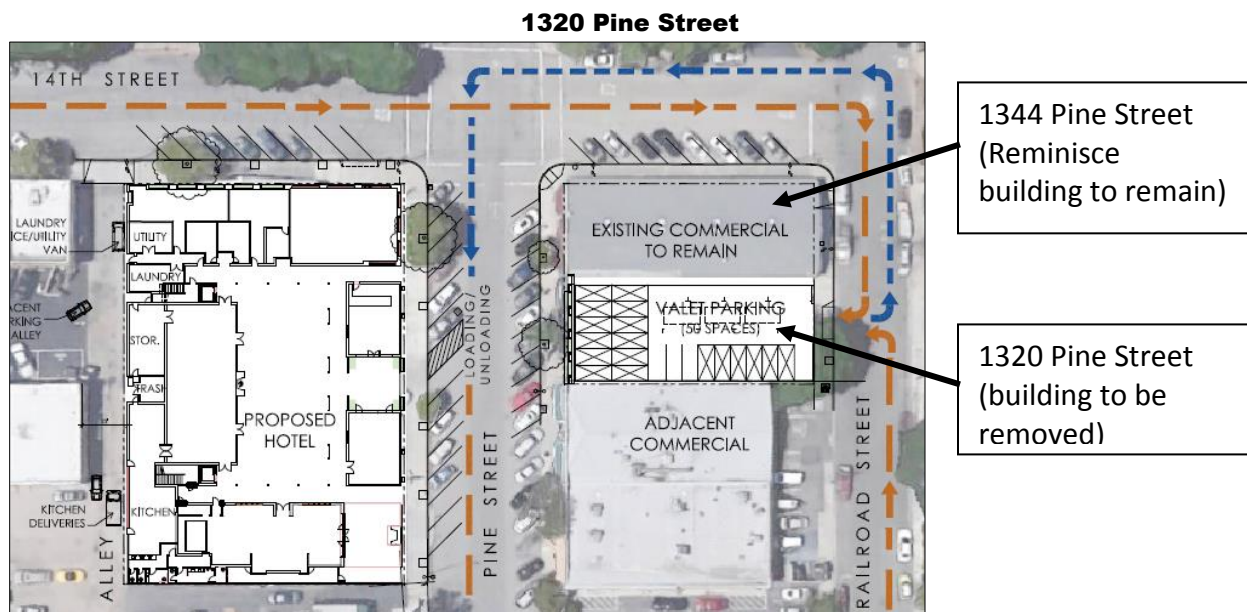 1320 Pine Street
14TH STREET
1344 Pine Street
(Reminisce
building to remain)
LAUNDRY
ICE/UTILITY
VAN
UTILITY
LAUNDRY
EXISTING COMMERCIAL
TO REMAIN
ACENT
RKING
ALLEY
STOR.
TRASH
LOADING/
UNLOADING
VALET PARKING
(50 SPACES)
1320 Pine Street
(building to be
removed)
PROPOSED
HOTEL
ADJACENT
COMMERCIAL
KITCHEN
DELIVERIES
KITCHEN
ALLEY
PINE STREET
RAILROAD STREET